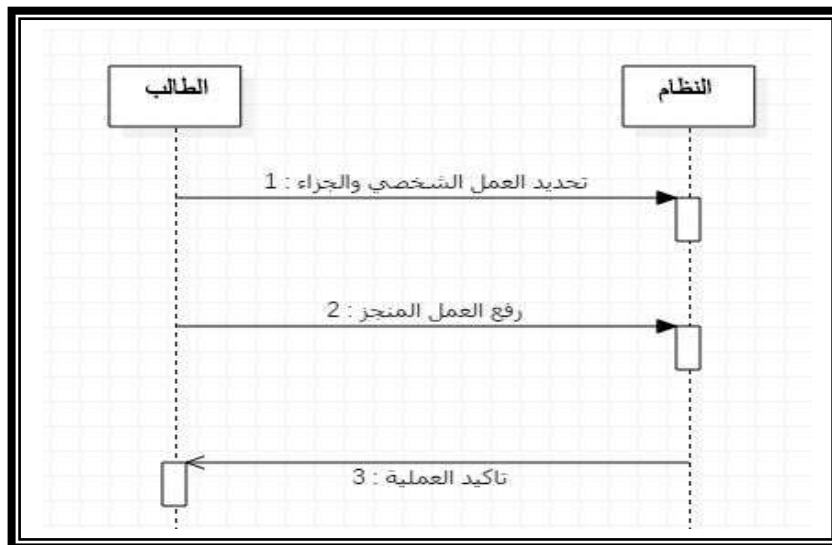 الطالب
النظام
1 : تحديد العمل الشخصي والجزاء
2 : رفع العمل المنجز
3 : تاكيد العملية